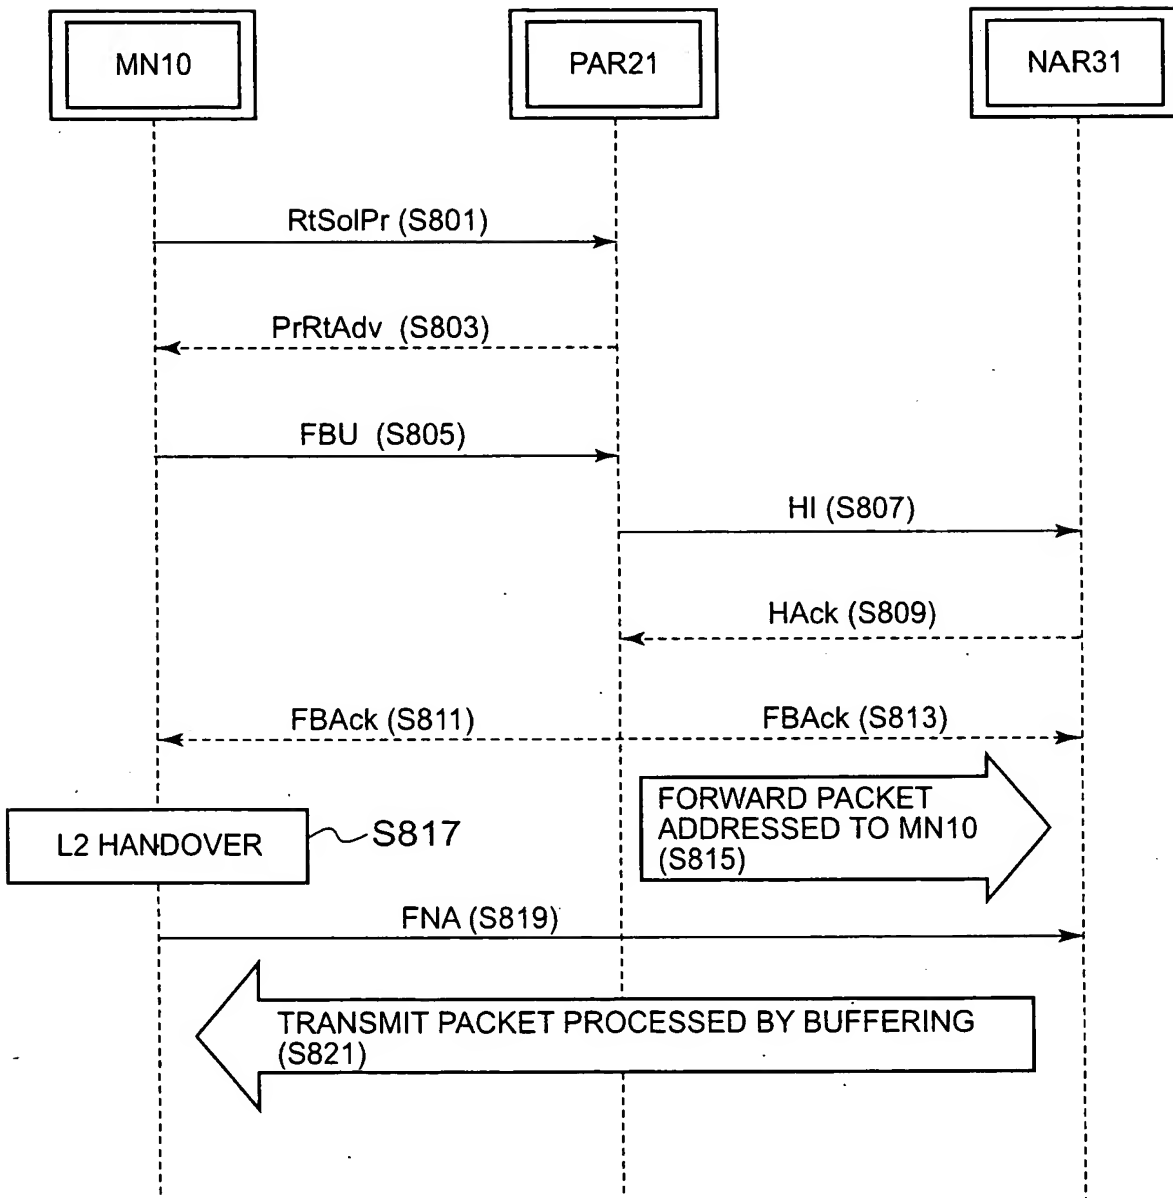 MN10
PAR21
NAR31
RtSolPr (S801)
PrRtAdv (S803)
FBU (S805)
HI (S807)
HAck (S809)
FBAck (S811)
FBAck (S813)
FORWARD PACKET
ADDRESSED TO MN10
(S815)
L2 HANDOVER
S817
FNA (S819)
TRANSMIT PACKET PROCESSED BY BUFFERING
(S821)